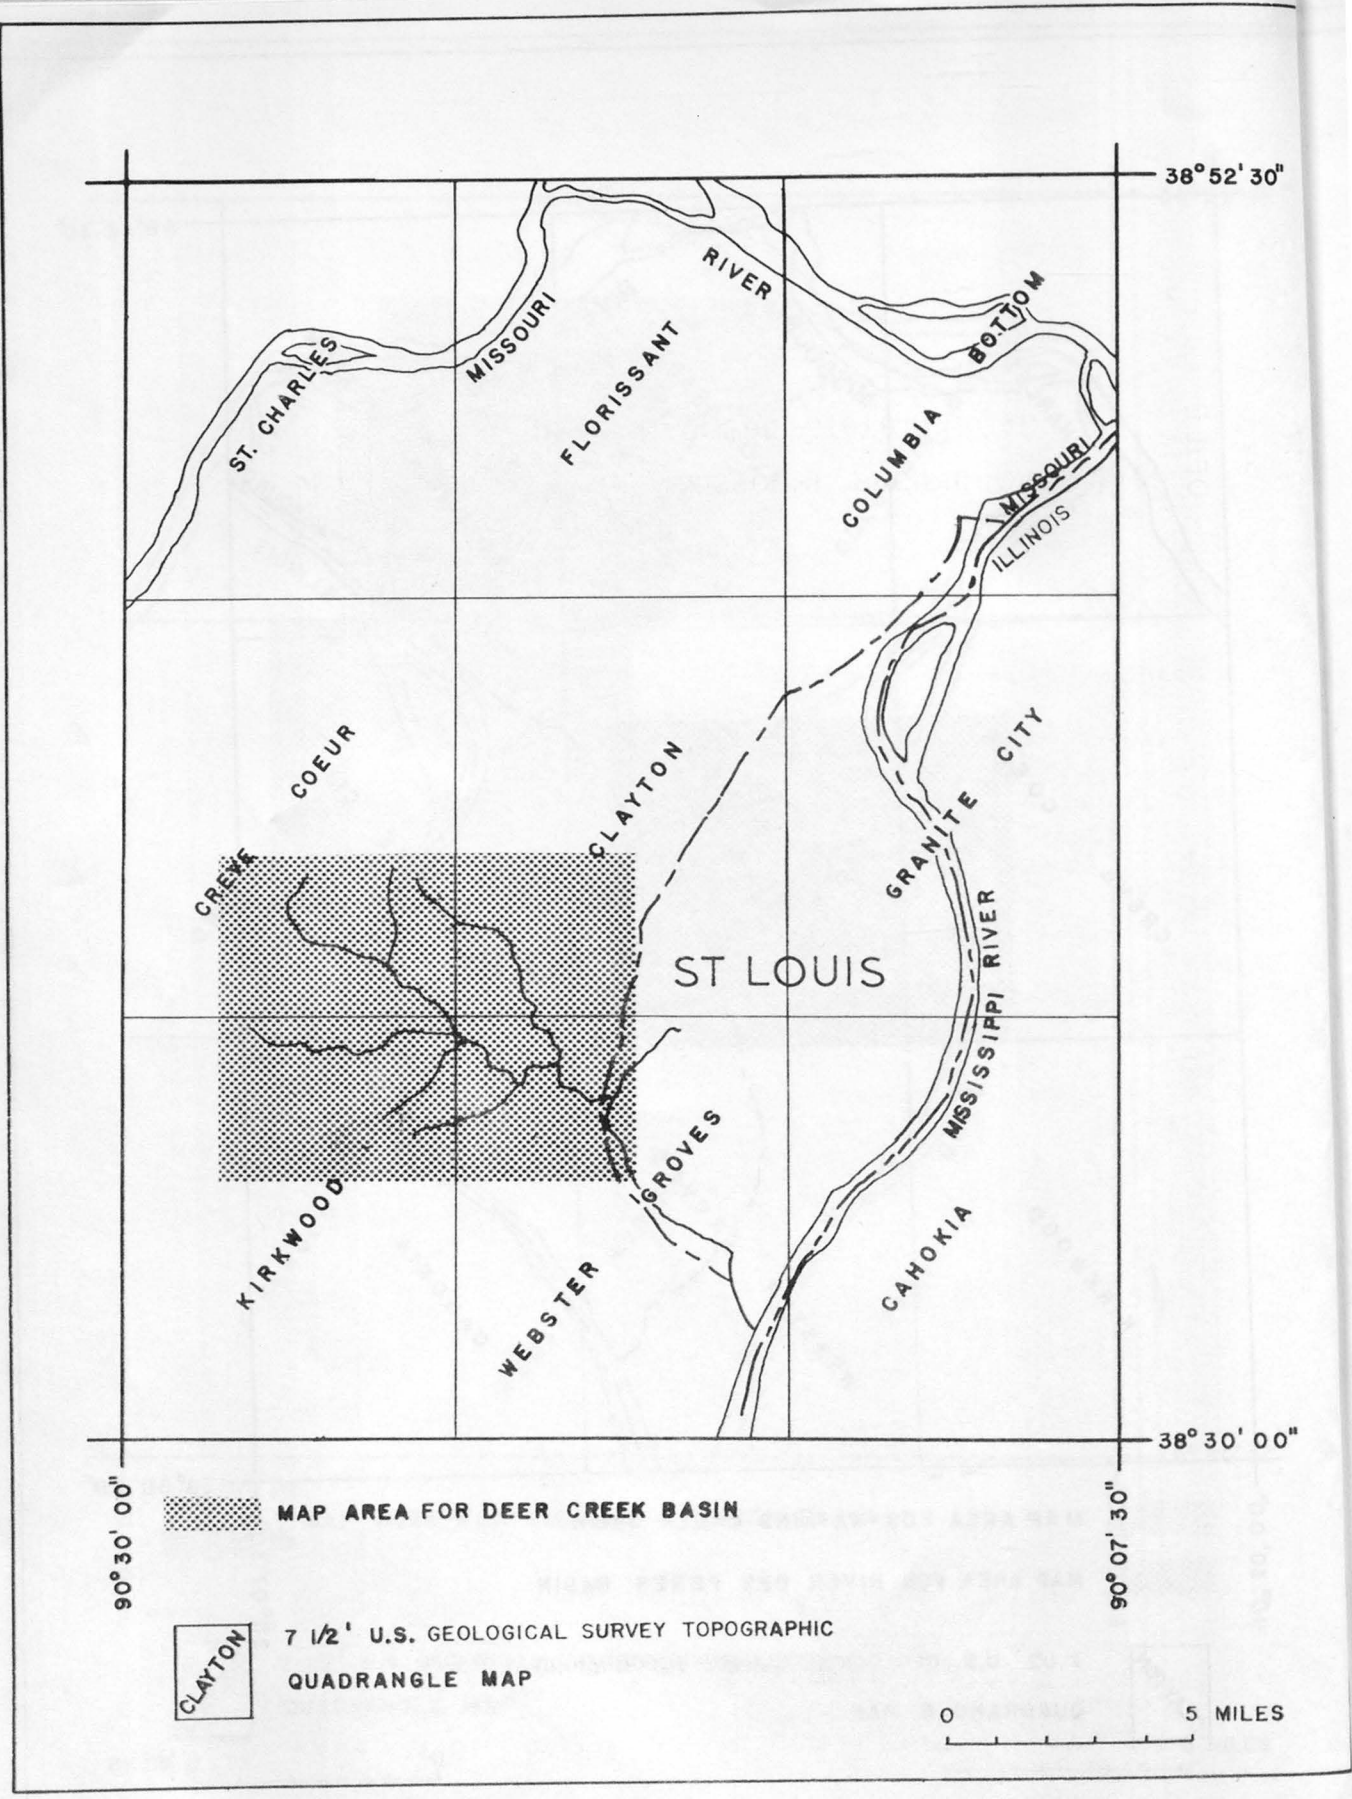 38° 52' 30"
RIVER
BOTTOM
MISSOURI
ST. CHARLES
FLORISSANT
COLUMBIA
MISSOURI
ILLINOIS
COEUR
CREVE
CLAYTON
CITY
GRANITE
ST LOUIS
MISSISSIPPI RIVER
GROVES
KIRKWOOD
WEBSTER
CAHOKIA
38° 30' 00"
90° 30' 00"
90° 07' 30"
MAP AREA FOR DEER CREEK BASIN
CLAYTON
7 1/2' U.S. GEOLOGICAL SURVEY TOPOGRAPHIC
QUADRANGLE MAP
0 5 MILES